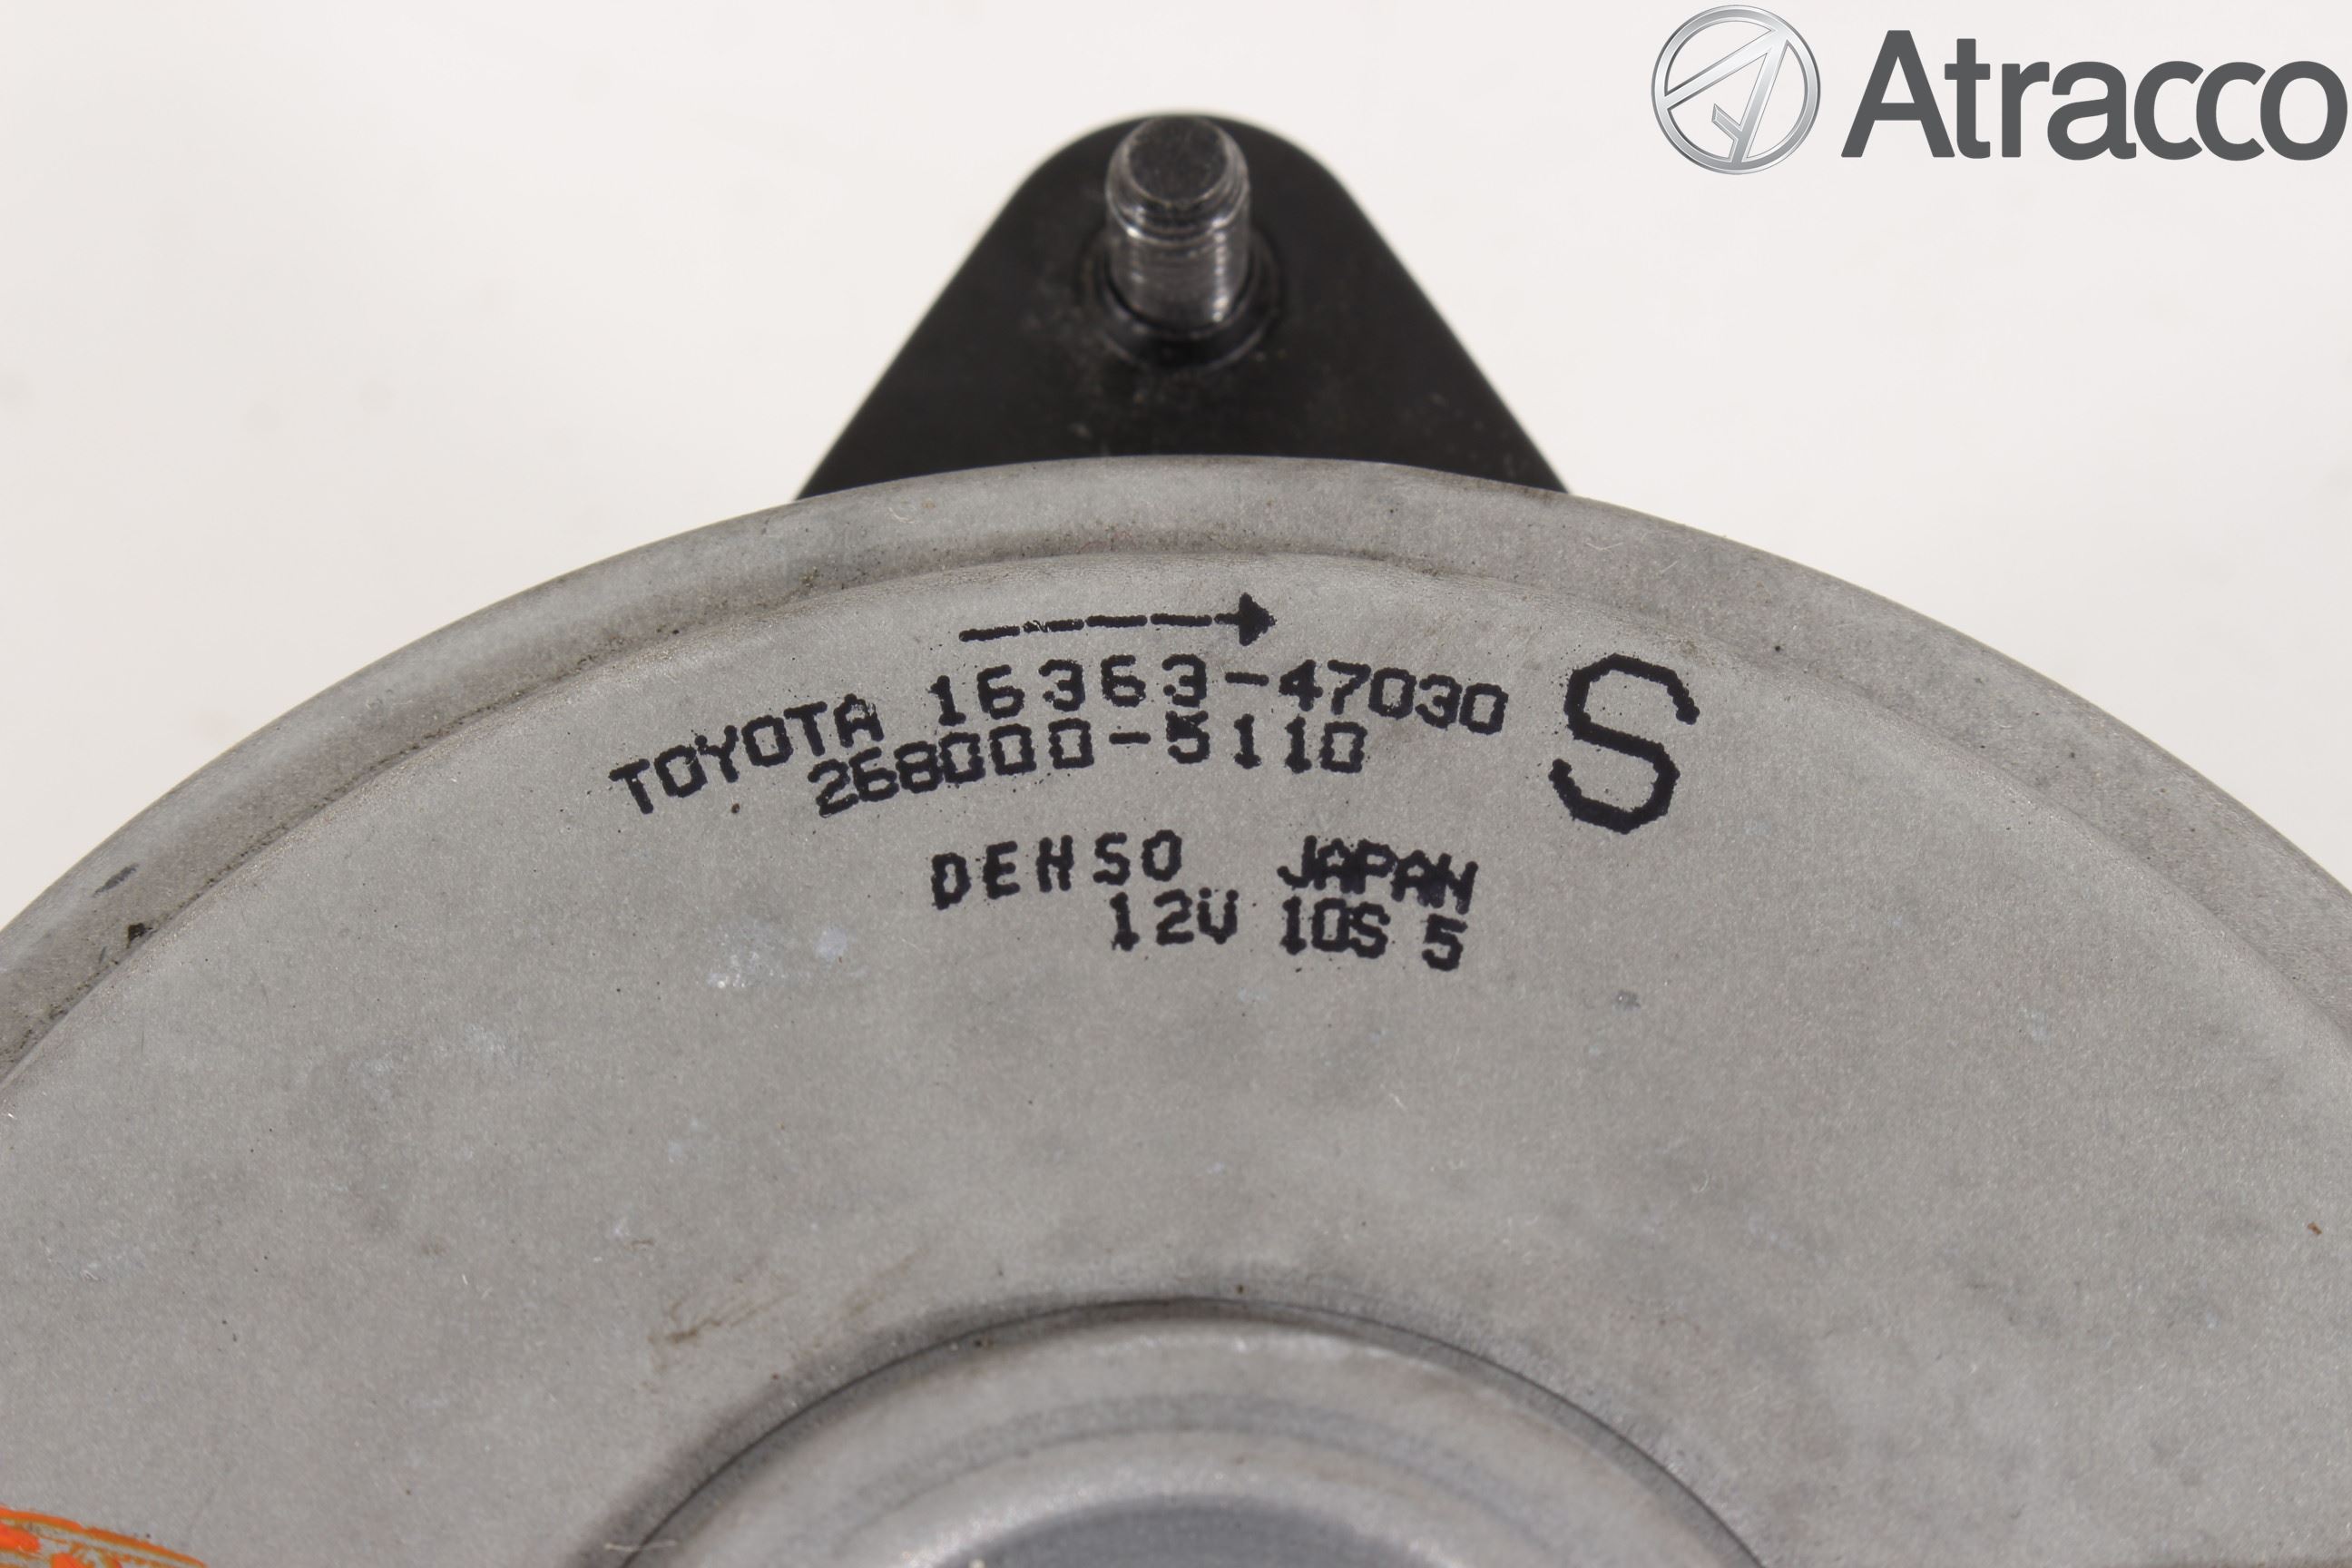 Atracco
TOYOTA 16363-47030 S
268000-5110
DENSO JAPAN
12V 10S 5